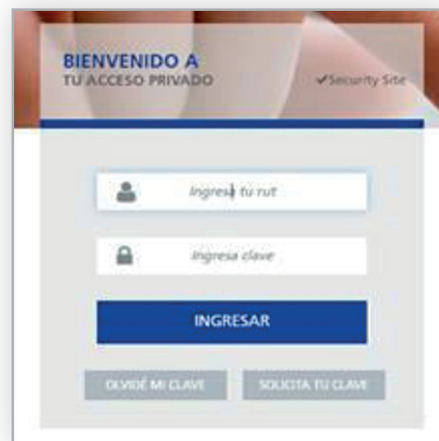 BIENVENIDO A
TU ACCESO PRIVADO
✔Security Site
Ingresa tu rut
Ingresa clave
INGRESAR
OLVIDÉ MI CLAVE
SOLICITA TU CLAVE